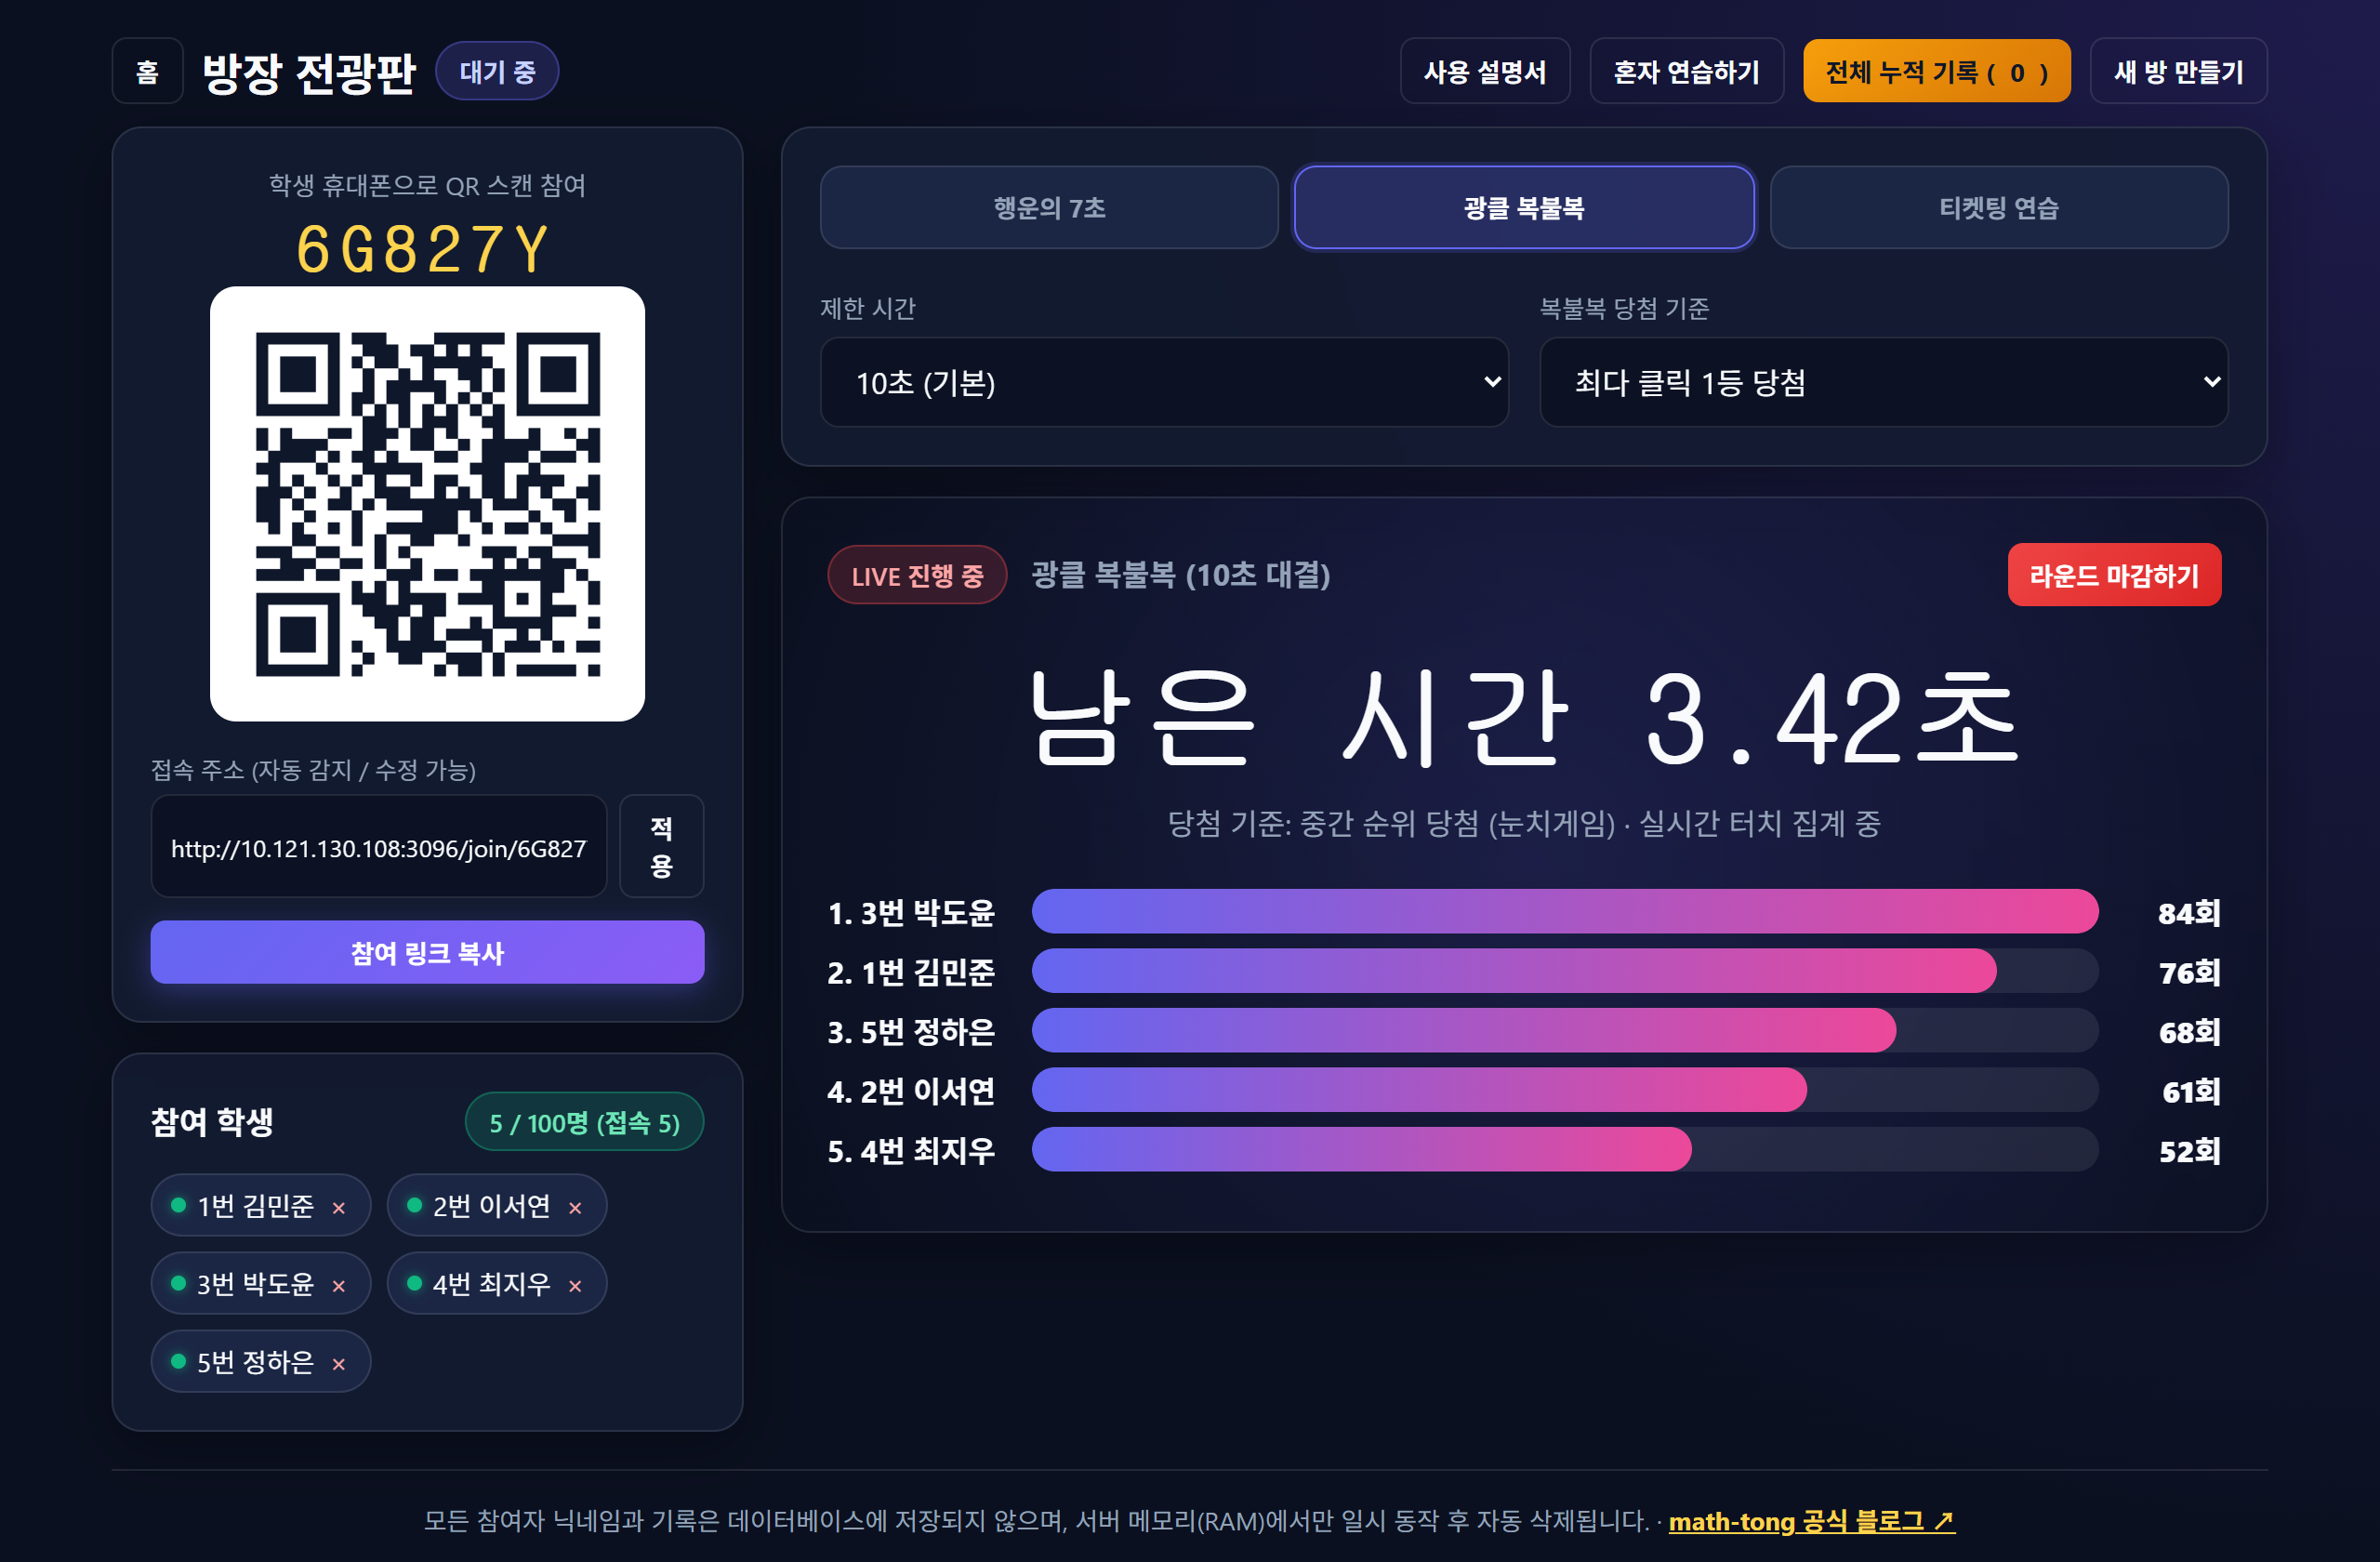 홈
방장 전광판
대기 중
사용 설명서
혼자 연습하기
전체 누적 기록 ( 0 )
새 방 만들기
학생 휴대폰으로 QR 스캔 참여
6G827Y
접속 주소 (자동 감지 / 수정 가능)
http://10.121.130.108:3096/join/6G827
적
용
참여 링크 복사
참여 학생
5 / 100명 (접속 5)
1번 김민준 ×
2번 이서연 ×
3번 박도윤 ×
4번 최지우 ×
5번 정하은 ×
행운의 7초
광클 복불복
티켓팅 연습
제한 시간
10초 (기본)
복불복 당첨 기준
최다 클릭 1등 당첨
LIVE 진행 중
광클 복불복 (10초 대결)
라운드 마감하기
남은 시간 3.42초
당첨 기준: 중간 순위 당첨 (눈치게임) · 실시간 터치 집계 중
1. 3번 박도윤 84회
2. 1번 김민준 76회
3. 5번 정하은 68회
4. 2번 이서연 61회
5. 4번 최지우 52회
모든 참여자 닉네임과 기록은 데이터베이스에 저장되지 않으며, 서버 메모리(RAM)에서만 일시 동작 후 자동 삭제됩니다. · math-tong 공식 블로그 ↗